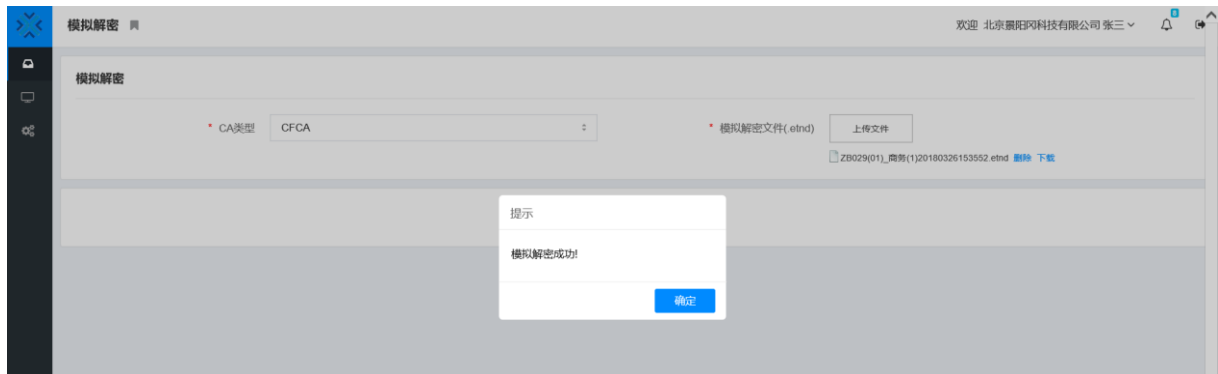 模拟解密
欢迎 北京景阳冈科技有限公司 张三
模拟解密
* CA类型 CFCA
* 模拟解密文件(.etnd) 上传文件
ZB029(01)_商务(1)20180326153552.etnd 删除 下载
提示
模拟解密成功!
确定